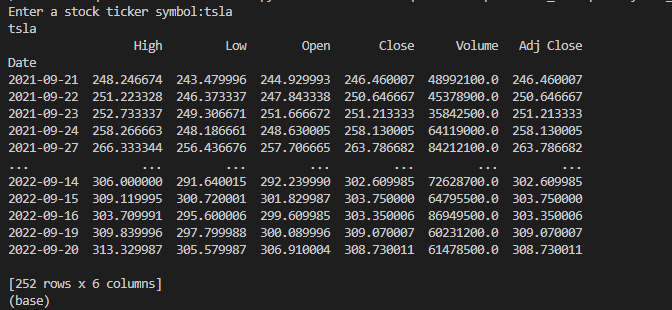 Enter a stock ticker symbol:tsla
tsla
High Low Open Close Volume Adj Close
Date
2021-09-21 248.246674 243.479996 244.929993 246.460007 48992100.0 246.460007
2021-09-22 251.223328 246.373337 247.843338 250.646667 45378900.0 250.646667
2021-09-23 252.733337 249.306671 251.666672 251.213333 35842500.0 251.213333
2021-09-24 258.266663 248.186661 248.630005 258.130005 64119000.0 258.130005
2021-09-27 266.333344 256.436676 257.706665 263.786682 84212100.0 263.786682
... ... ... ... ... ... ...
2022-09-14 306.000000 291.640015 292.239990 302.609985 72628700.0 302.609985
2022-09-15 309.119995 300.720001 301.829987 303.750000 64795500.0 303.750000
2022-09-16 303.709991 295.600006 299.609985 303.350006 86949500.0 303.350006
2022-09-19 309.839996 297.799988 300.089996 309.070007 60231200.0 309.070007
2022-09-20 313.329987 305.579987 306.910004 308.730011 61478500.0 308.730011
[252 rows x 6 columns]
(base)